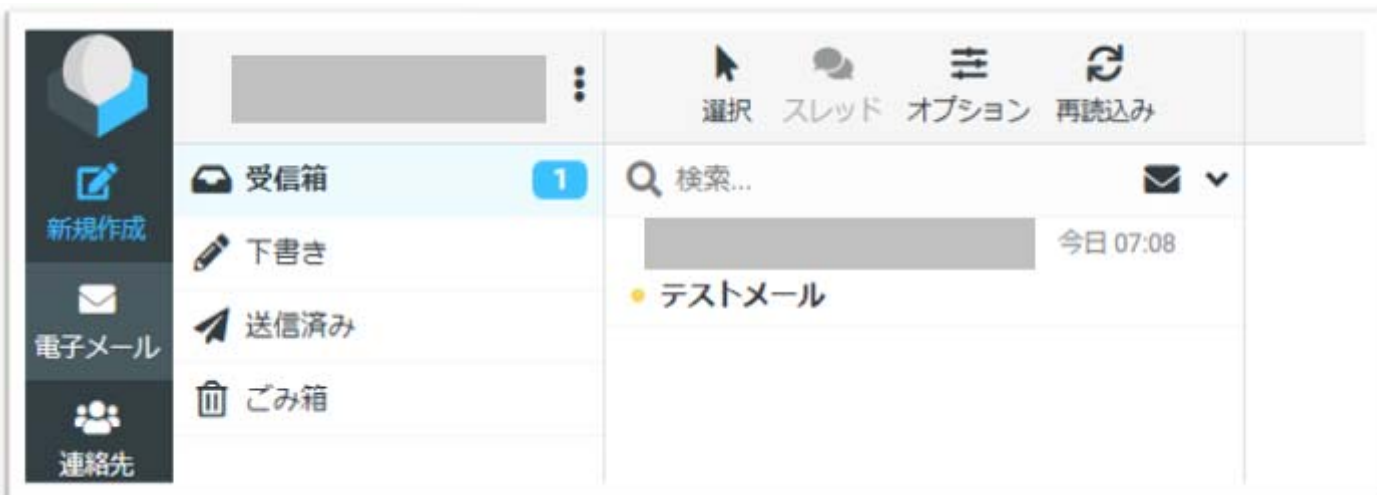 選択 スレッド オプション 再読込み
新規作成
電子メール
連絡先
受信箱 1
下書き
送信済み
ごみ箱
検索...
今日 07:08
テストメール